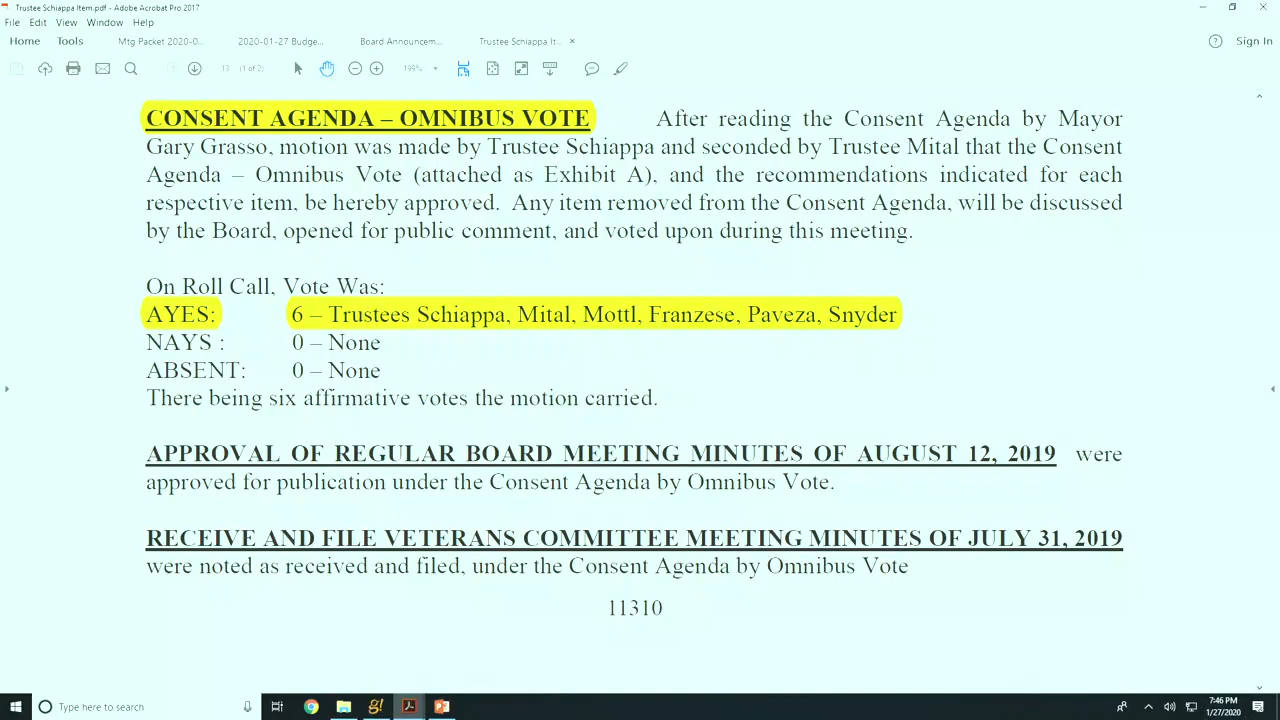 Trustee Schiappa Item.pdf - Adobe Acrobat Pro 2017
File Edit View Window Help
Home Tools Mtg Packet 2020-0... 2020-01-27 Budge... Board Announcem... Trustee Schiappa It... × Sign In
13 (1 of 2) 199%
CONSENT AGENDA – OMNIBUS VOTE After reading the Consent Agenda by Mayor
Gary Grasso, motion was made by Trustee Schiappa and seconded by Trustee Mital that the Consent
Agenda – Omnibus Vote (attached as Exhibit A), and the recommendations indicated for each
respective item, be hereby approved. Any item removed from the Consent Agenda, will be discussed
by the Board, opened for public comment, and voted upon during this meeting.
On Roll Call, Vote Was:
AYES: 6 – Trustees Schiappa, Mital, Mottl, Franzese, Paveza, Snyder
NAYS : 0 – None
ABSENT: 0 – None
There being six affirmative votes the motion carried.
APPROVAL OF REGULAR BOARD MEETING MINUTES OF AUGUST 12, 2019 were
approved for publication under the Consent Agenda by Omnibus Vote.
RECEIVE AND FILE VETERANS COMMITTEE MEETING MINUTES OF JULY 31, 2019
were noted as received and filed, under the Consent Agenda by Omnibus Vote
11310
Type here to search
7:46 PM
1/27/2020